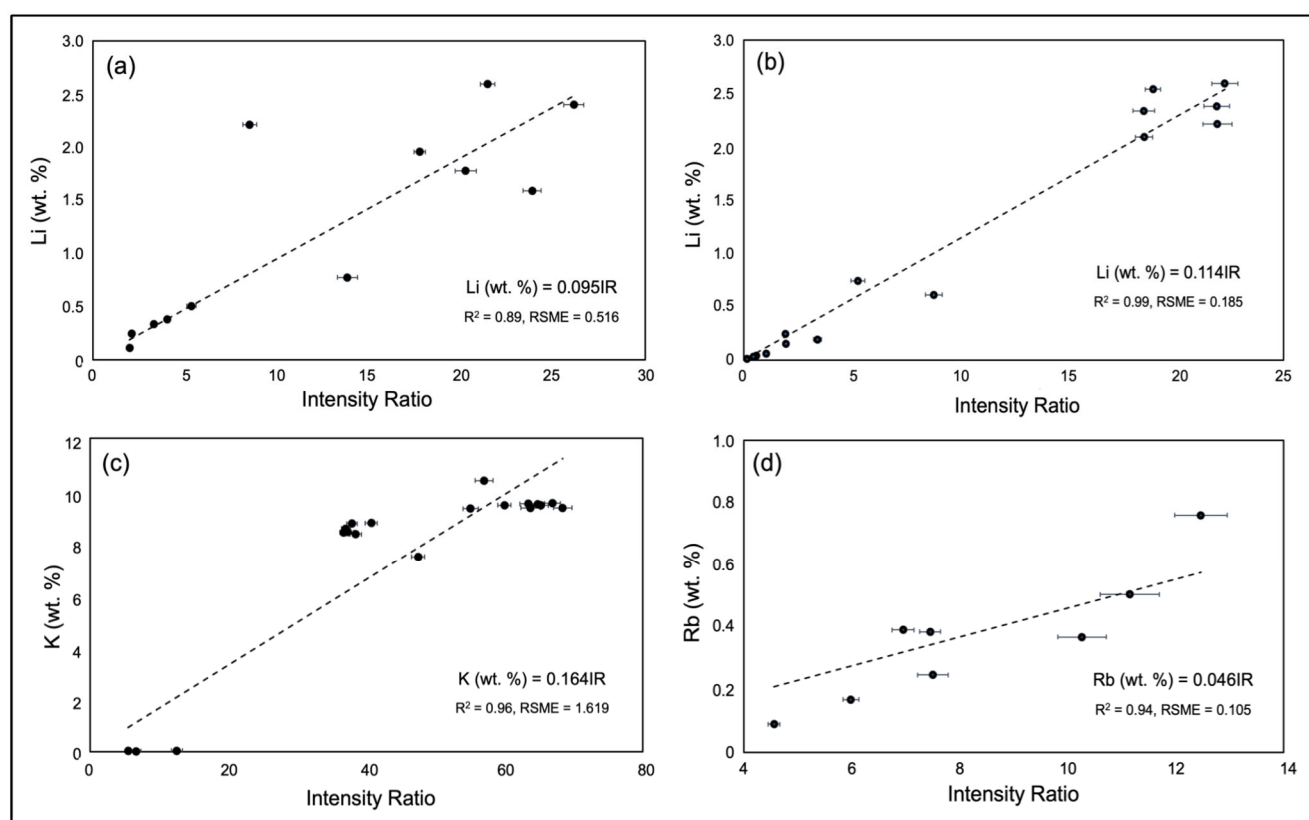 (a)
3.0
2.5
2.0
1.5
1.0
0.5
0
Li (wt. %)
0
5
10
15
20
25
30
Intensity Ratio
Li (wt. %) = 0.095IR
R² = 0.89, RSME = 0.516
(b)
3.0
2.5
2.0
1.5
1.0
0.5
0
Li (wt. %)
0
5
10
15
20
25
Intensity Ratio
Li (wt. %) = 0.114IR
R² = 0.99, RSME = 0.185
(c)
12
10
8
6
4
2
0
K (wt. %)
0
20
40
60
80
Intensity Ratio
K (wt. %) = 0.164IR
R² = 0.96, RSME = 1.619
(d)
1.0
0.8
0.6
0.4
0.2
0
Rb (wt. %)
4
6
8
10
12
14
Intensity Ratio
Rb (wt. %) = 0.046IR
R² = 0.94, RSME = 0.105